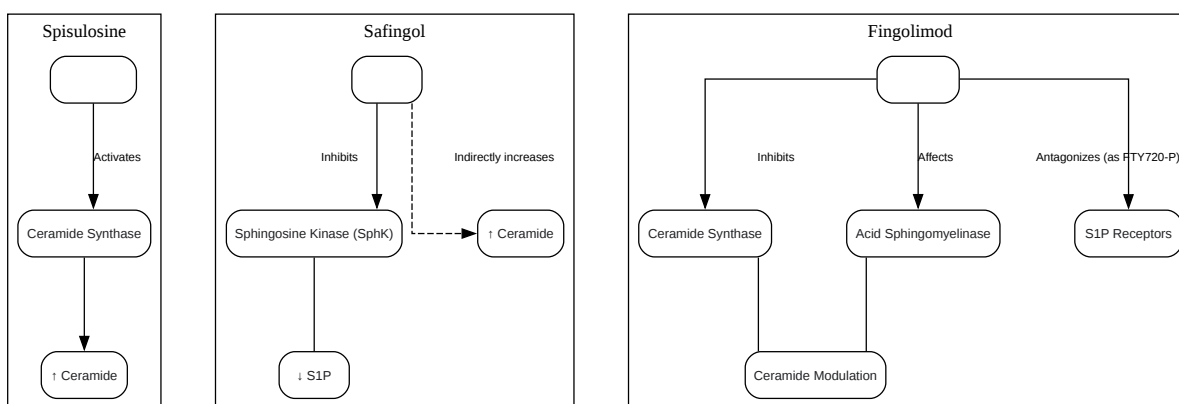 Spisulosine
Activates
Ceramide Synthase
↑ Ceramide
Safingol
Inhibits
Indirectly increases
Sphingosine Kinase (SphK)
↑ Ceramide
↓ S1P
Fingolimod
Inhibits
Affects
Antagonizes (as FTY720-P)
Ceramide Synthase
Acid Sphingomyelinase
S1P Receptors
Ceramide Modulation